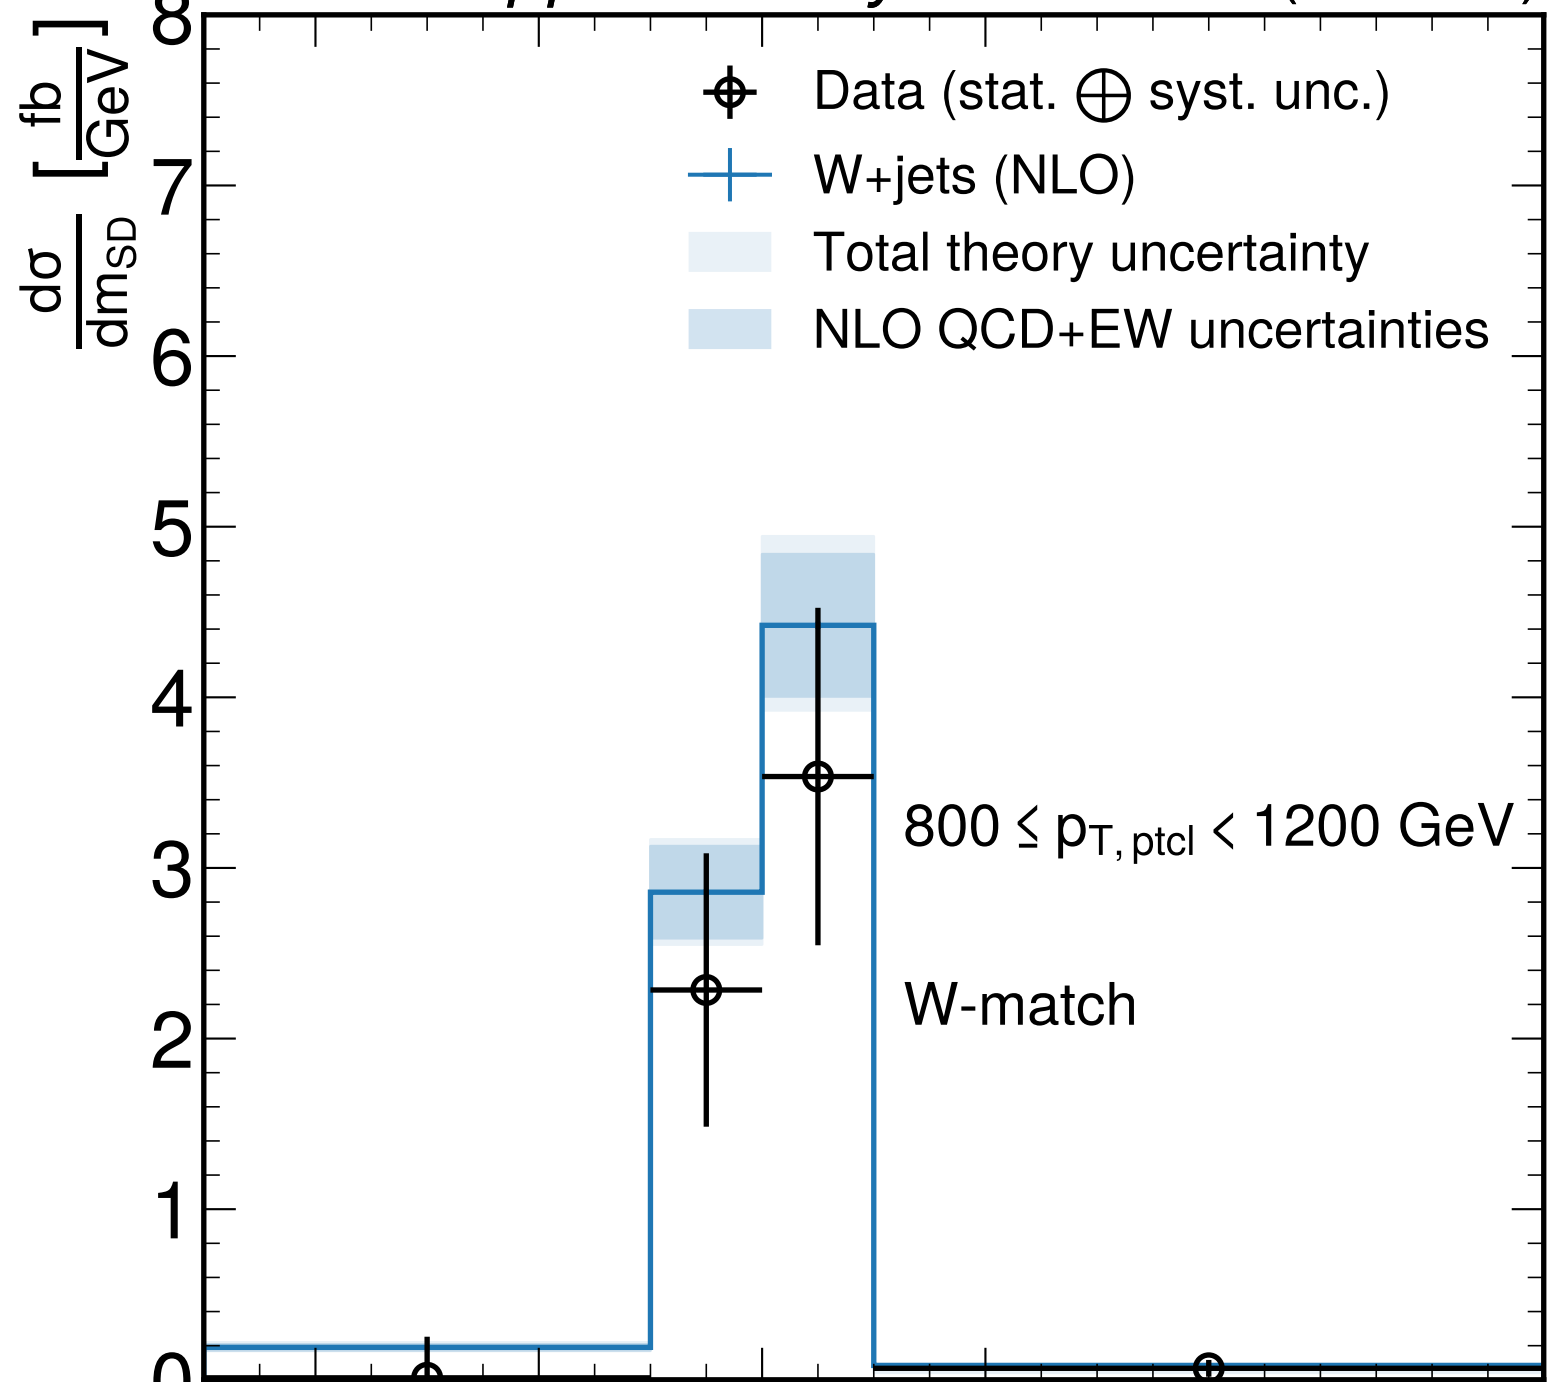 8
7
6
5
4
3
2
1
0
dσ/dm_SD [fb/GeV]
Data (stat. ⊕ syst. unc.)
W+jets (NLO)
Total theory uncertainty
NLO QCD+EW uncertainties
800 ≤ p_T, ptcl < 1200 GeV
W-match